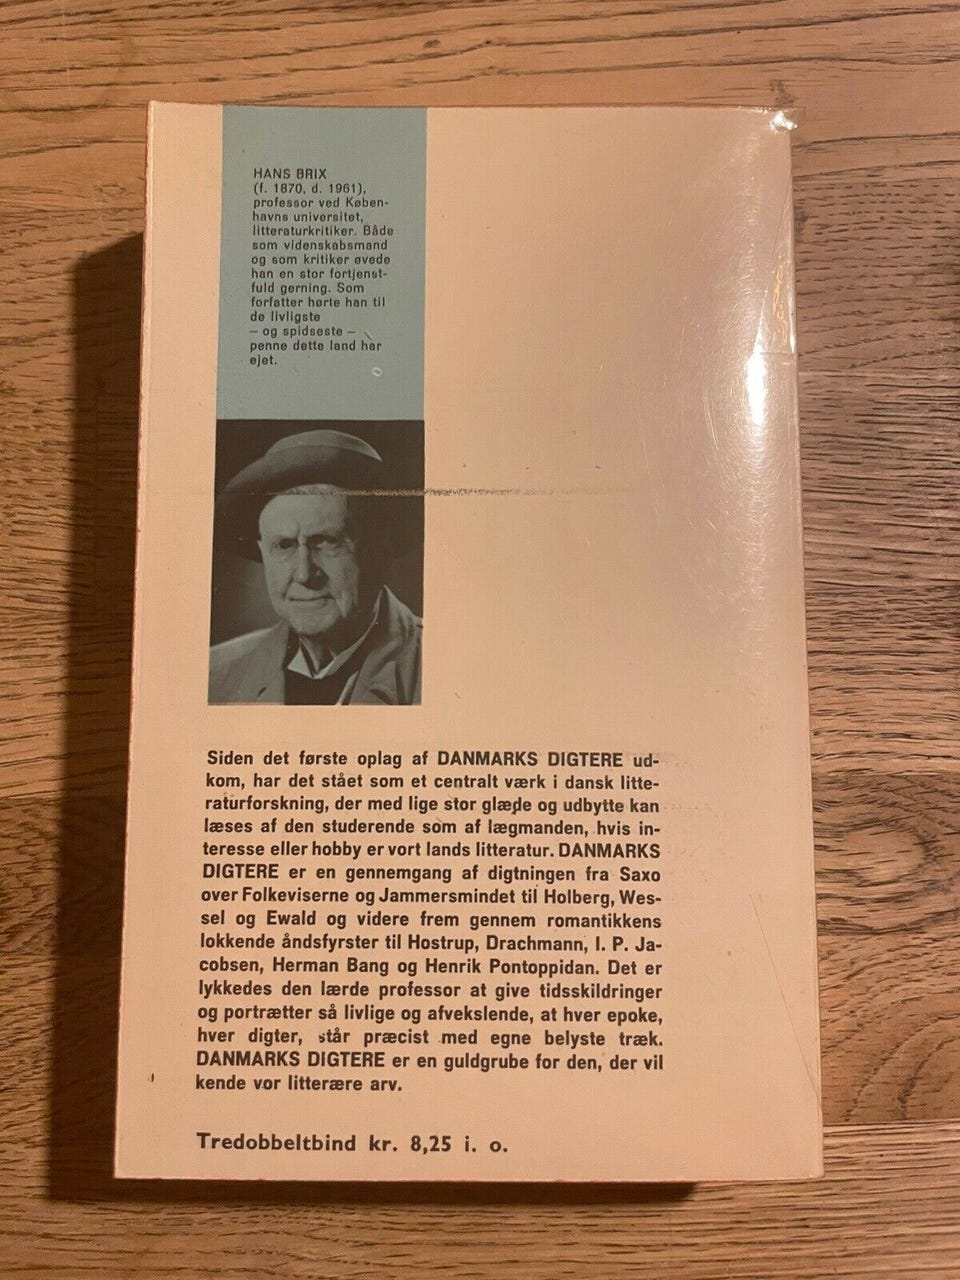 HANS BRIX
(f. 1870, d. 1961),
professor ved Køben-
havns universitet,
litteraturkritiker. Både
som videnskabsmand
og som kritiker øvede
han en stor fortjenst-
fuld gerning. Som
forfatter hørte han til
de livligste
– og spidseste –
penne dette land har
ejet.
Siden det første oplag af DANMARKS DIGTERE ud-
kom, har det stået som et centralt værk i dansk litte-
raturforskning, der med lige stor glæde og udbytte kan
læses af den studerende som af lægmanden, hvis in-
teresse eller hobby er vort lands litteratur. DANMARKS
DIGTERE er en gennemgang af digtningen fra Saxo
over Folkeviserne og Jammersmindet til Holberg, Wes-
sel og Ewald og videre frem gennem romantikkens
lokkende åndsfyrster til Hostrup, Drachmann, I. P. Ja-
cobsen, Herman Bang og Henrik Pontoppidan. Det er
lykkedes den lærde professor at give tidsskildringer
og portrætter så livlige og afvekslende, at hver epoke,
hver digter, står præcist med egne belyste træk.
DANMARKS DIGTERE er en guldgrube for den, der vil
kende vor litterære arv.
Tredobbeltbind kr. 8,25 i. o.